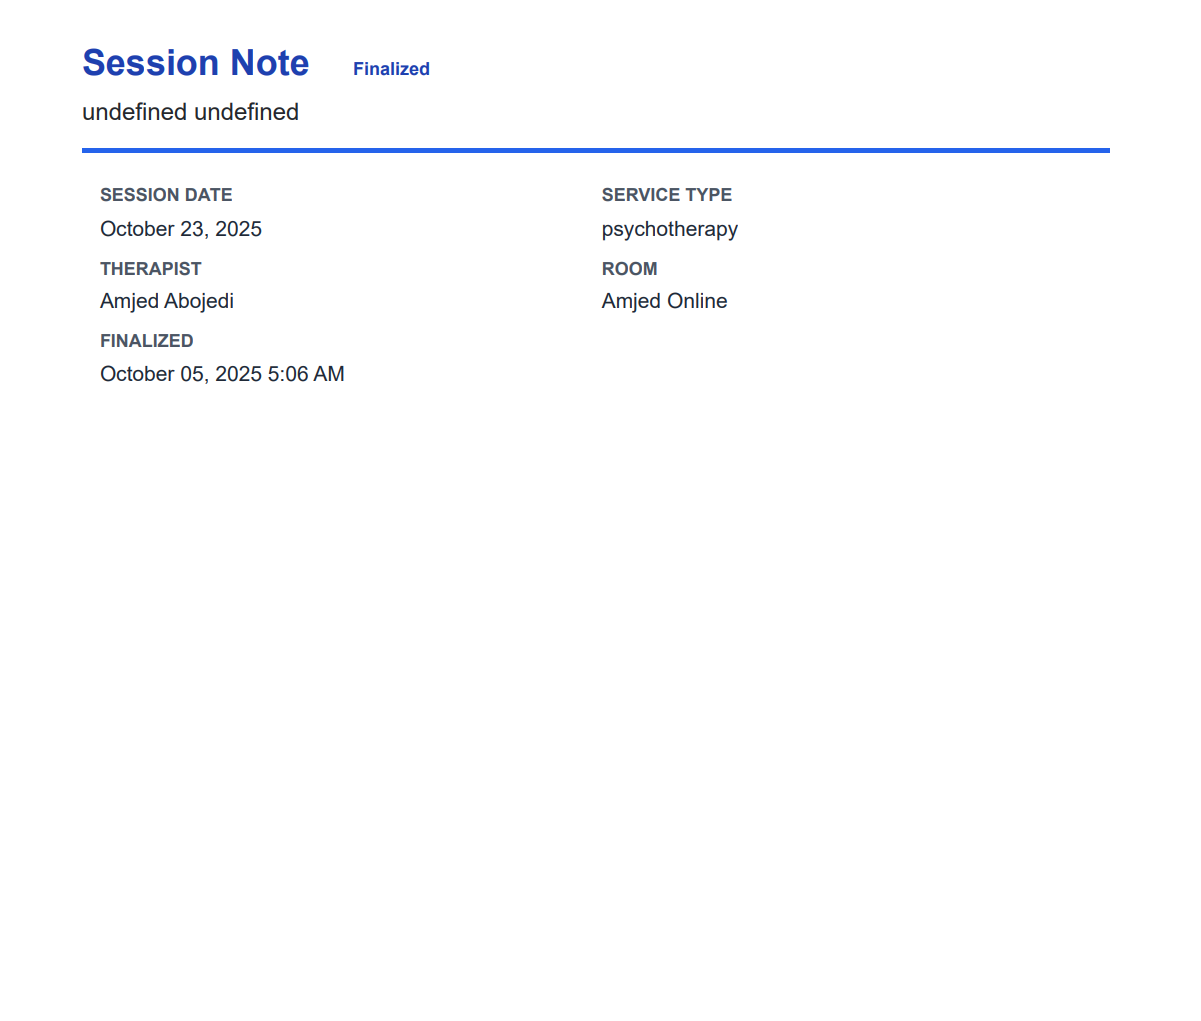 Session Note Finalized
undefined undefined
SESSION DATE
October 23, 2025
SERVICE TYPE
psychotherapy
THERAPIST
Amjed Abojedi
ROOM
Amjed Online
FINALIZED
October 05, 2025 5:06 AM